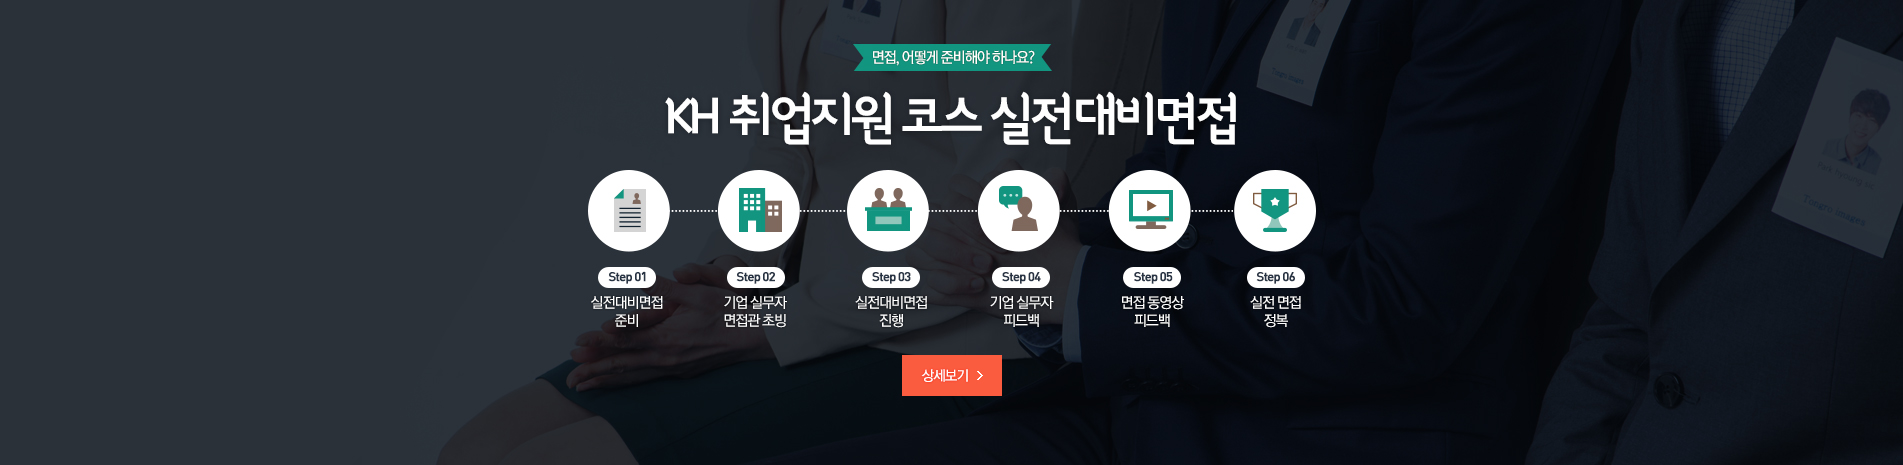 면접, 어떻게 준비해야 하나요?
KH 취업지원 코스 실전대비면접
Step 01
실전대비면접
준비
Step 02
기업 실무자
면접관 초빙
Step 03
실전대비면접
진행
Step 04
기업 실무자
피드백
Step 05
면접 동영상
피드백
Step 06
실전 면접
정복
상세보기 >